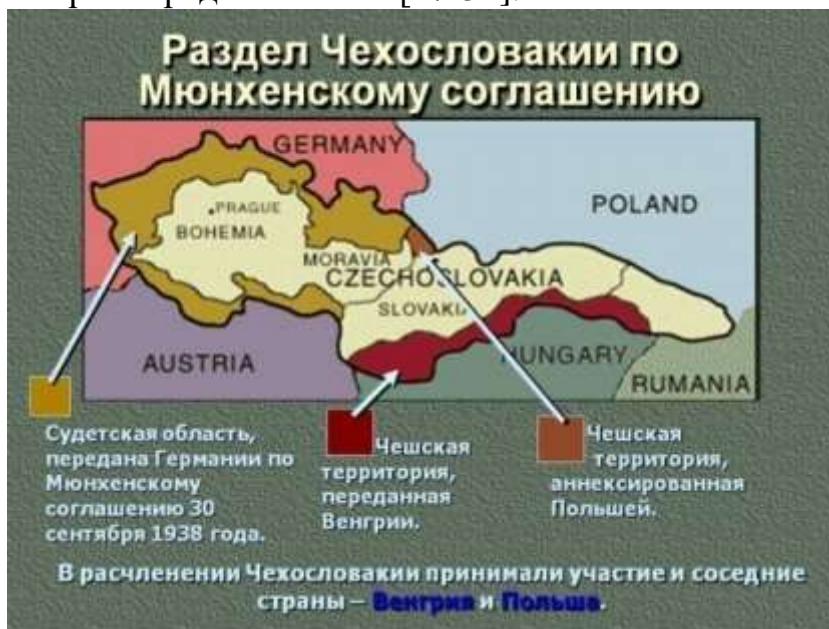 Раздел Чехословакии по
Мюнхенскому соглашению
GERMANY
POLAND
PRAGUE
BOHEMIA
MORAVIA
CZECHOSLOVAKIA
SLOVAKIA
AUSTRIA
HUNGARY
RUMANIA
Судетская область,
передана Германии по
Мюнхенскому
соглашению 30
сентября 1938 года.
Чешская
территория,
переданная
Венгрии.
Чешская
территория,
аннексированная
Польшей.
В расчленении Чехословакии принимали участие и соседние
страны – Венгрия и Польша.